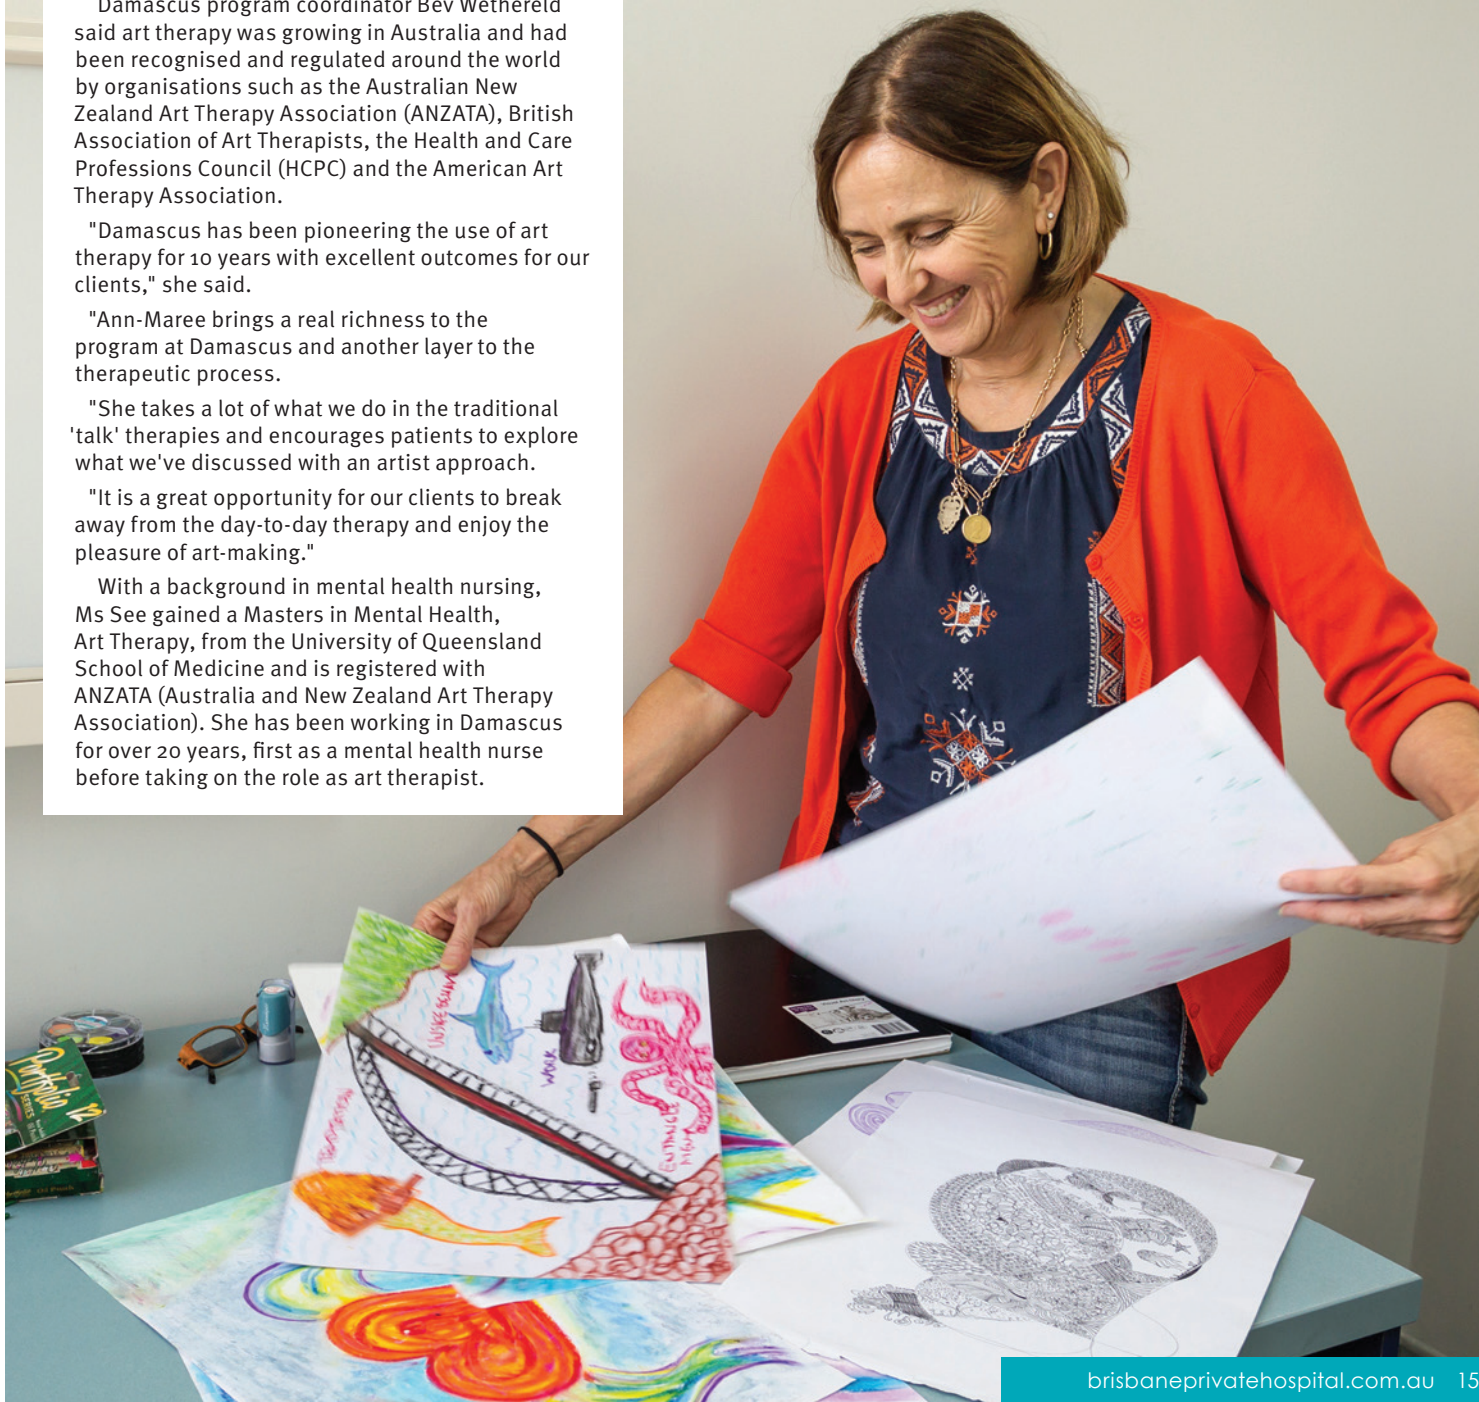 Damascus program coordinator Bev Wethereld
said art therapy was growing in Australia and had
been recognised and regulated around the world
by organisations such as the Australian New
Zealand Art Therapy Association (ANZATA), British
Association of Art Therapists, the Health and Care
Professions Council (HCPC) and the American Art
Therapy Association.
"Damascus has been pioneering the use of art
therapy for 10 years with excellent outcomes for our
clients," she said.
"Ann-Maree brings a real richness to the
program at Damascus and another layer to the
therapeutic process.
"She takes a lot of what we do in the traditional
'talk' therapies and encourages patients to explore
what we've discussed with an artist approach.
"It is a great opportunity for our clients to break
away from the day-to-day therapy and enjoy the
pleasure of art-making."
With a background in mental health nursing,
Ms See gained a Masters in Mental Health,
Art Therapy, from the University of Queensland
School of Medicine and is registered with
ANZATA (Australia and New Zealand Art Therapy
Association). She has been working in Damascus
for over 20 years, first as a mental health nurse
before taking on the role as art therapist.
Portfolio
SERIES 12
WORK
ENTANGLE
MENT
brisbaneprivatehospital.com.au 15